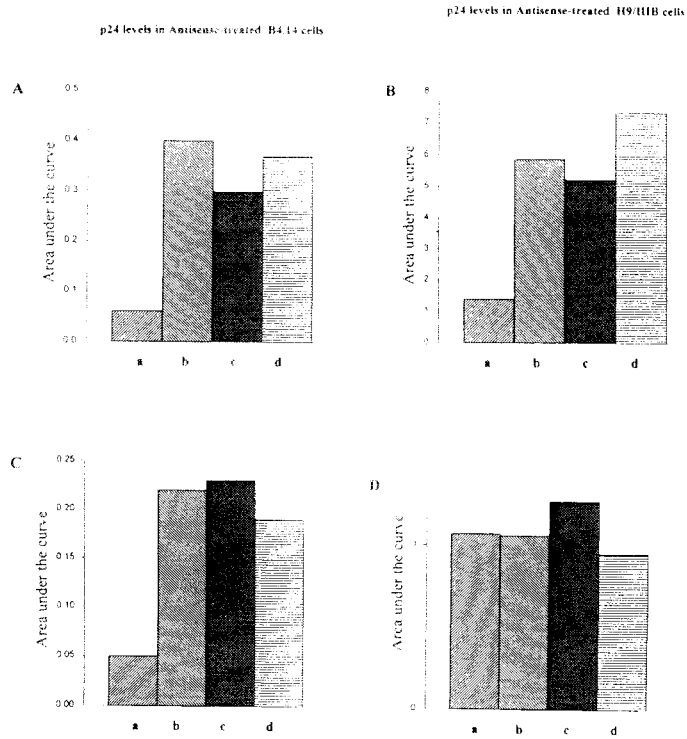 p24 levels in Antisense-treated B4.14 cells
p24 levels in Antisense-treated H9/IIIB cells
A
Area under the curve
0.5
0.4
0.3
0.2
0.1
0.0
a b c d
B
Area under the curve
8
7
6
5
4
3
2
1
0
a b c d
C
Area under the curve
0.25
0.20
0.15
0.10
0.05
0.00
a b c d
D
Area under the curve
1
0
a b c d